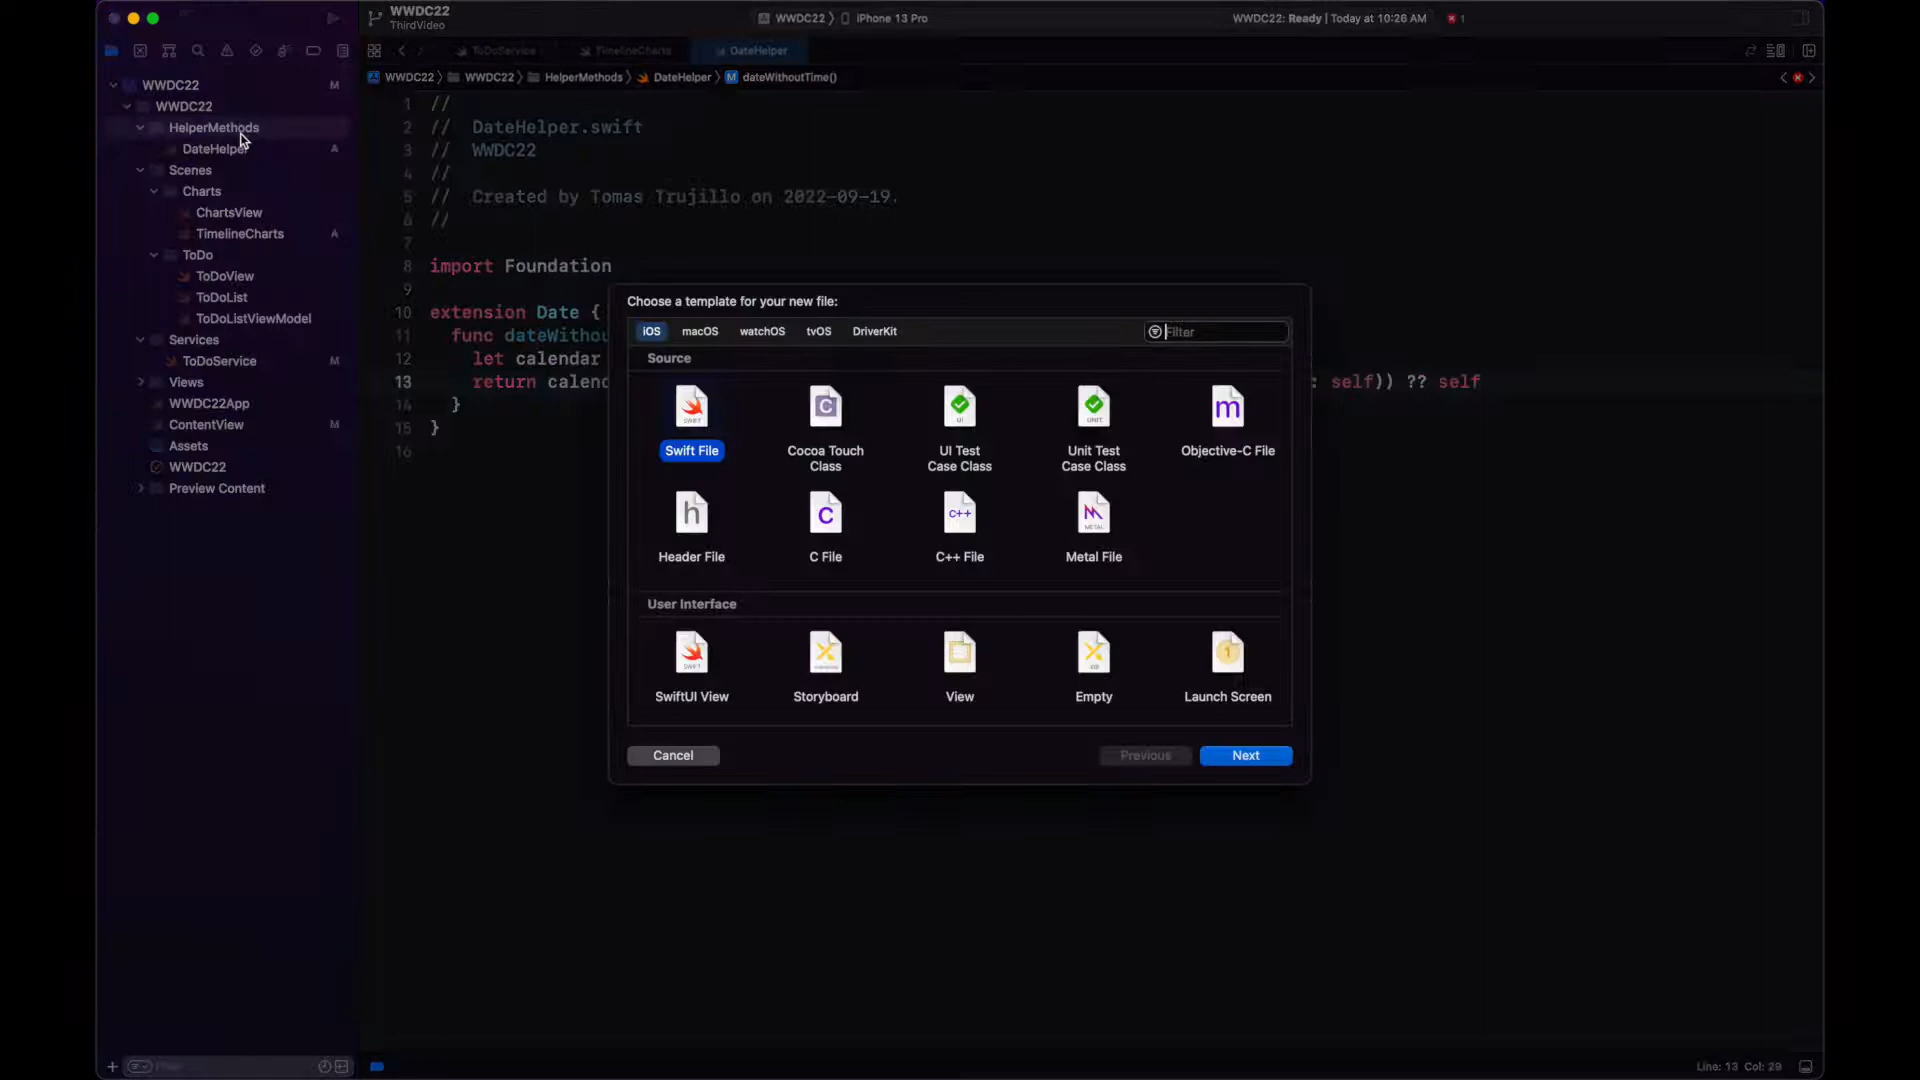 WWDC22
ThirdVideo
WWDC22 〉 iPhone 13 Pro
WWDC22: Ready | Today at 10:26 AM
1
ToDoService
TimelineCharts
DateHelper
WWDC22 〉 WWDC22 〉 HelperMethods 〉 DateHelper 〉 M dateWithoutTime()
WWDC22 M
WWDC22
HelperMethods
DateHelper A
Scenes
Charts
ChartsView
TimelineCharts A
ToDo
ToDoView
ToDoList
ToDoListViewModel
Services
ToDoService M
Views
WWDC22App
ContentView M
Assets
WWDC22
Preview Content
1 //
2 // DateHelper.swift
3 // WWDC22
4 //
5 // Created by Tomas Trujillo on 2022-09-19.
6 //
7
8 import Foundation
9
10 extension Date {
11 func dateWithou
12 let calendar
13 return calend : self)) ?? self
14 }
15 }
16
Choose a template for your new file:
iOS macOS watchOS tvOS DriverKit
Filter
Source
SWIFT
Swift File
C
Cocoa Touch
Class
UI
UI Test
Case Class
UNIT
Unit Test
Case Class
m
Objective-C File
h
Header File
C
C File
C++
C++ File
METAL
Metal File
User Interface
SWIFT
SwiftUI View
Storyboard
View
Empty
1
Launch Screen
Cancel
Previous
Next
Line: 13 Col: 29